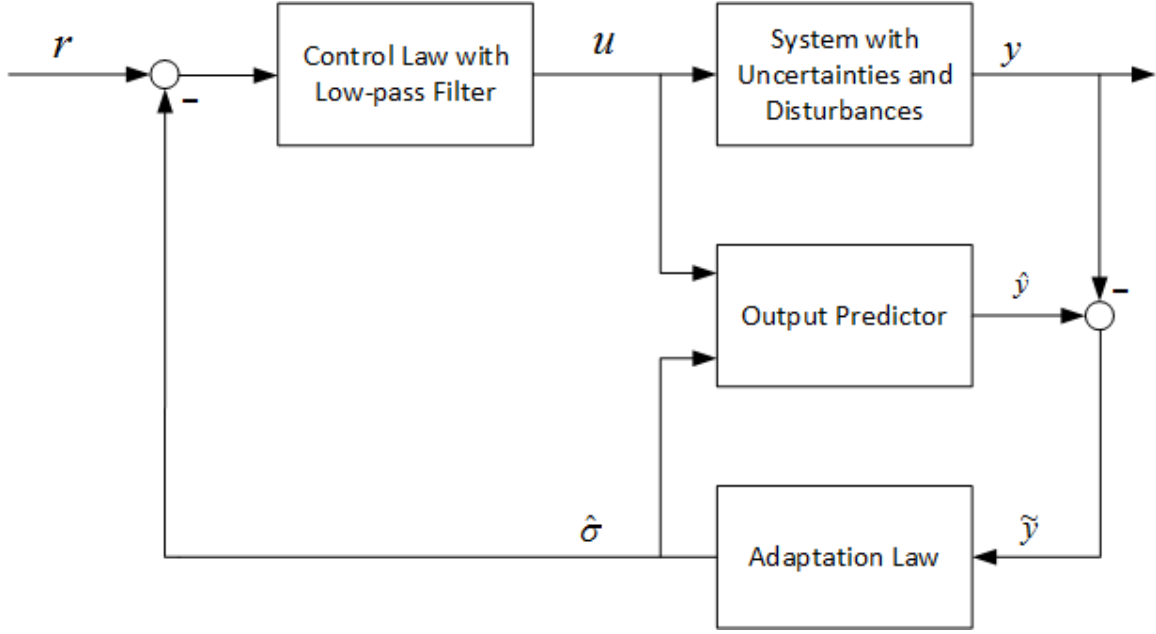 r
-
Control Law with
Low-pass Filter
u
System with
Uncertainties and
Disturbances
y
Output Predictor
ŷ
-
σ̂
Adaptation Law
ỹ